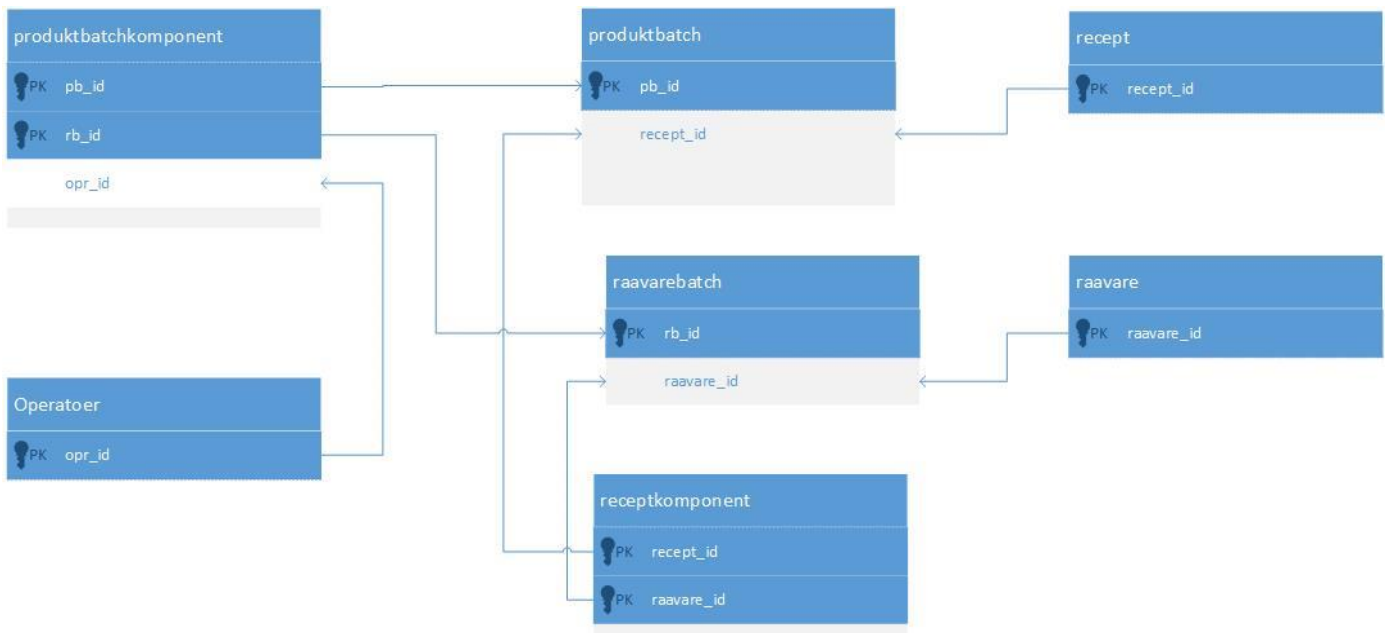 produktbatchkomponent
PK pb_id
PK rb_id
opr_id
produktbatch
PK pb_id
recept_id
recept
PK recept_id
raavarebatch
PK rb_id
raavare_id
raavare
PK raavare_id
Operatoer
PK opr_id
receptkomponent
PK recept_id
PK raavare_id